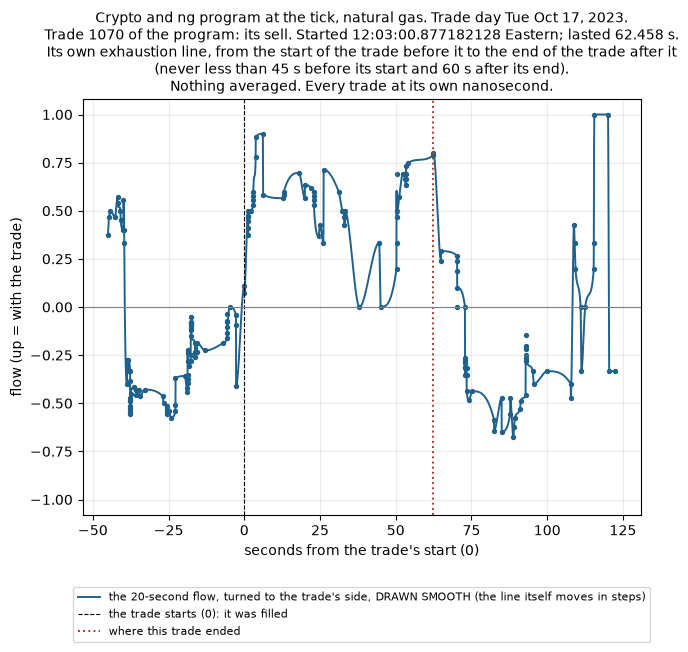 Crypto and ng program at the tick, natural gas. Trade day Tue Oct 17, 2023.
Trade 1070 of the program: its sell. Started 12:03:00.877182128 Eastern; lasted 62.458 s.
Its own exhaustion line, from the start of the trade before it to the end of the trade after it
(never less than 45 s before its start and 60 s after its end).
Nothing averaged. Every trade at its own nanosecond.
flow (up = with the trade)
1.00
0.75
0.50
0.25
0.00
−0.25
−0.50
−0.75
−1.00
−50
−25
0
25
50
75
100
125
seconds from the trade's start (0)
the 20-second flow, turned to the trade's side, DRAWN SMOOTH (the line itself moves in steps)
the trade starts (0): it was filled
where this trade ended